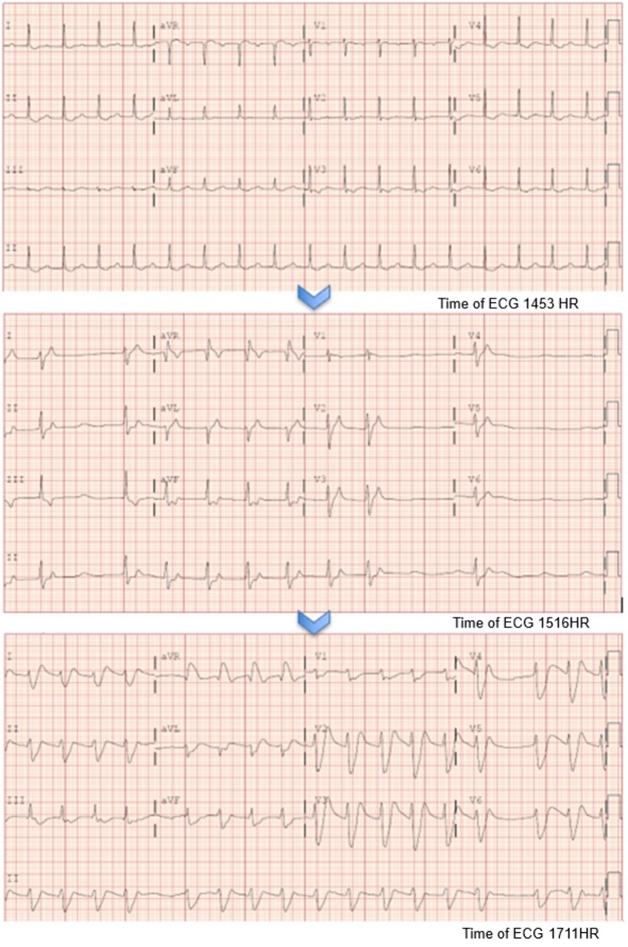 I aVR V1 V4
II aVL V2 V5
III aVF V3 V6
II
Time of ECG 1453 HR
I aVR V1 V4
II aVL V2 V5
III aVF V3 V6
II
Time of ECG 1516HR
I aVR V1 V4
II aVL V2 V5
III aVF V3 V6
II
Time of ECG 1711HR